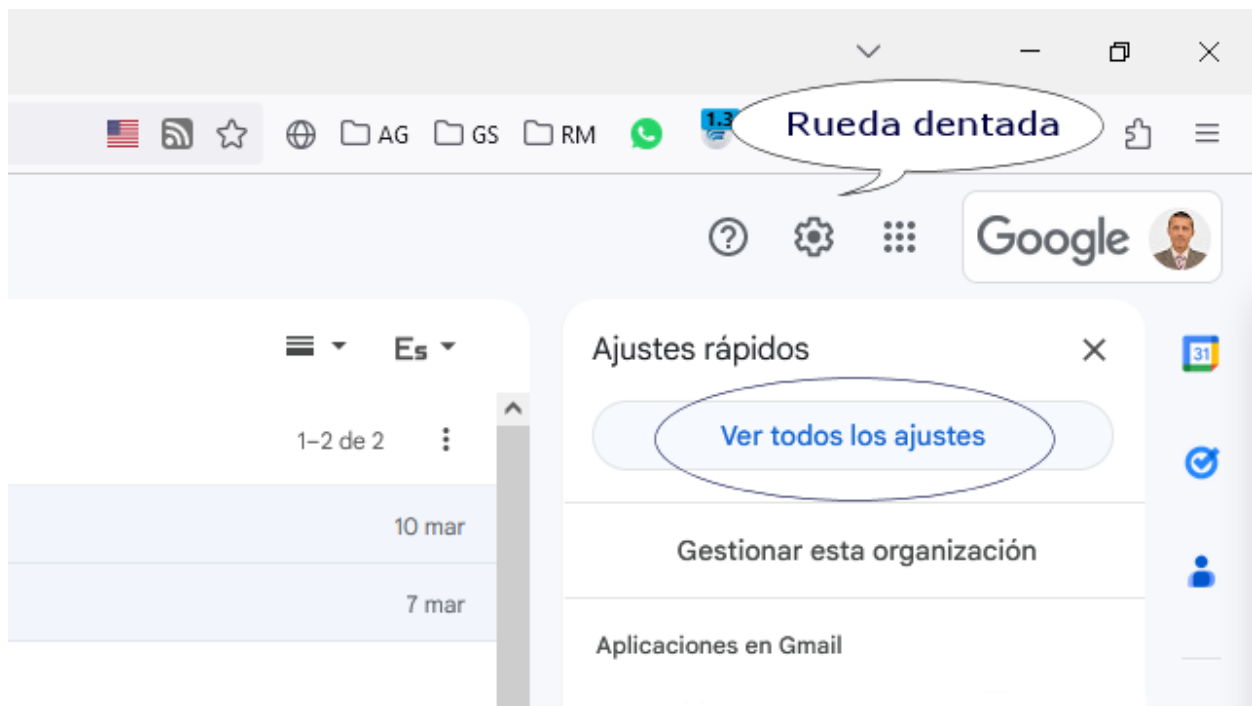 AG GS RM 1.3 Rueda dentada
Google
Es
Ajustes rápidos
31
Ver todos los ajustes
1–2 de 2
10 mar
Gestionar esta organización
7 mar
Aplicaciones en Gmail